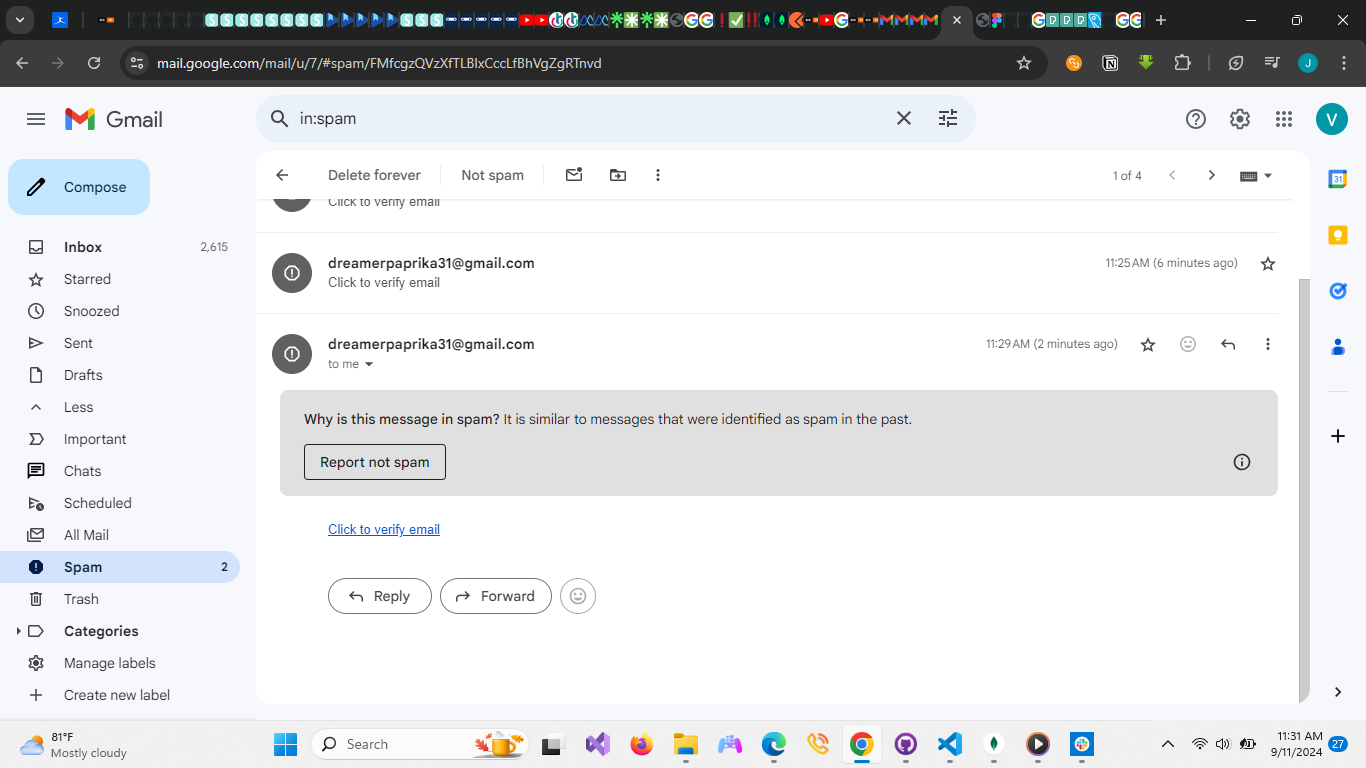 mail.google.com/mail/u/7/#spam/FMfcgzQVzXfTLBlxCccLfBhVgZgRTnvd
J
Gmail
in:spam
V
Compose
Delete forever
Not spam
1 of 4
31
Click to verify email
Inbox 2,615
Starred
Snoozed
Sent
Drafts
Less
Important
Chats
Scheduled
All Mail
Spam 2
Trash
Categories
Manage labels
Create new label
dreamerpaprika31@gmail.com 11:25 AM (6 minutes ago)
Click to verify email
dreamerpaprika31@gmail.com 11:29 AM (2 minutes ago)
to me
Why is this message in spam? It is similar to messages that were identified as spam in the past.
Report not spam
Click to verify email
Reply
Forward
81°F
Mostly cloudy
Search
11:31 AM
9/11/2024
27